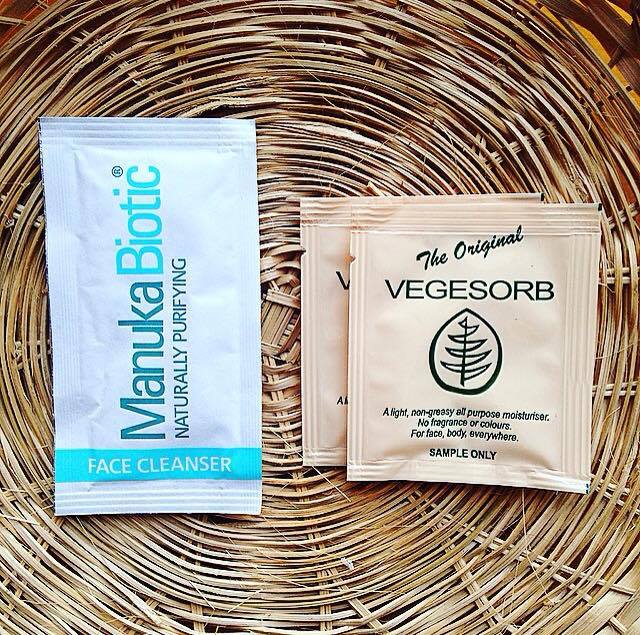 ManukaBiotic®
NATURALLY PURIFYING
FACE CLEANSER
The Original
VEGESORB
A light, non-greasy all purpose moisturiser.
No fragrance or colours.
For face, body, everywhere.
SAMPLE ONLY
V
A